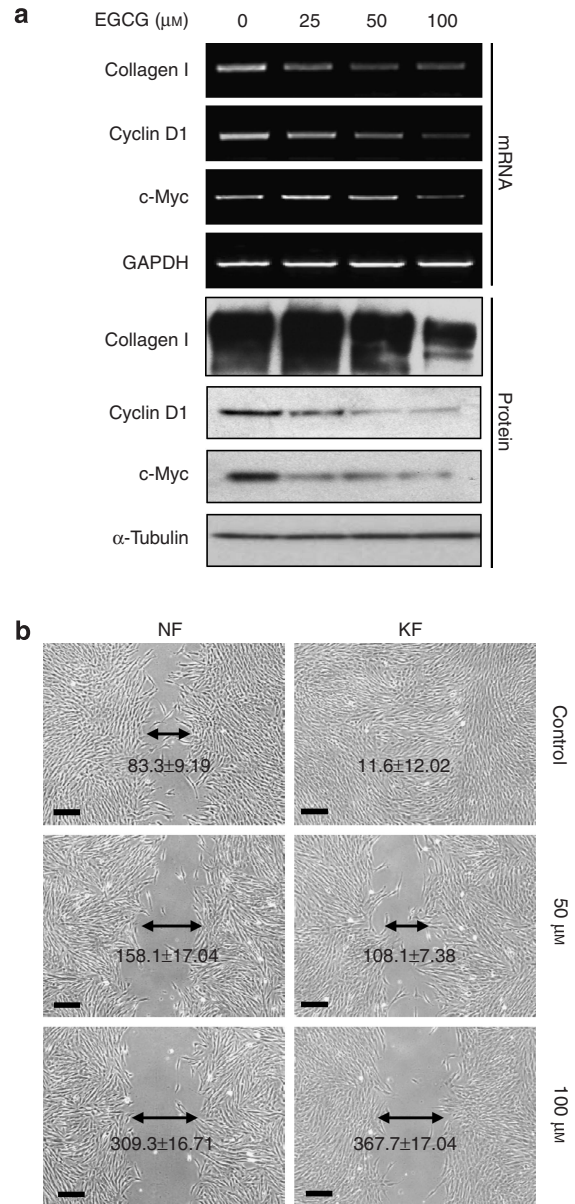 a
EGCG (μM) 0 25 50 100
Collagen I
Cyclin D1
c-Myc
GAPDH
mRNA
Collagen I
Cyclin D1
c-Myc
α-Tubulin
Protein
b
NF KF
83.3±9.19 11.6±12.02
Control
158.1±17.04 108.1±7.38
50 μM
309.3±16.71 367.7±17.04
100 μM